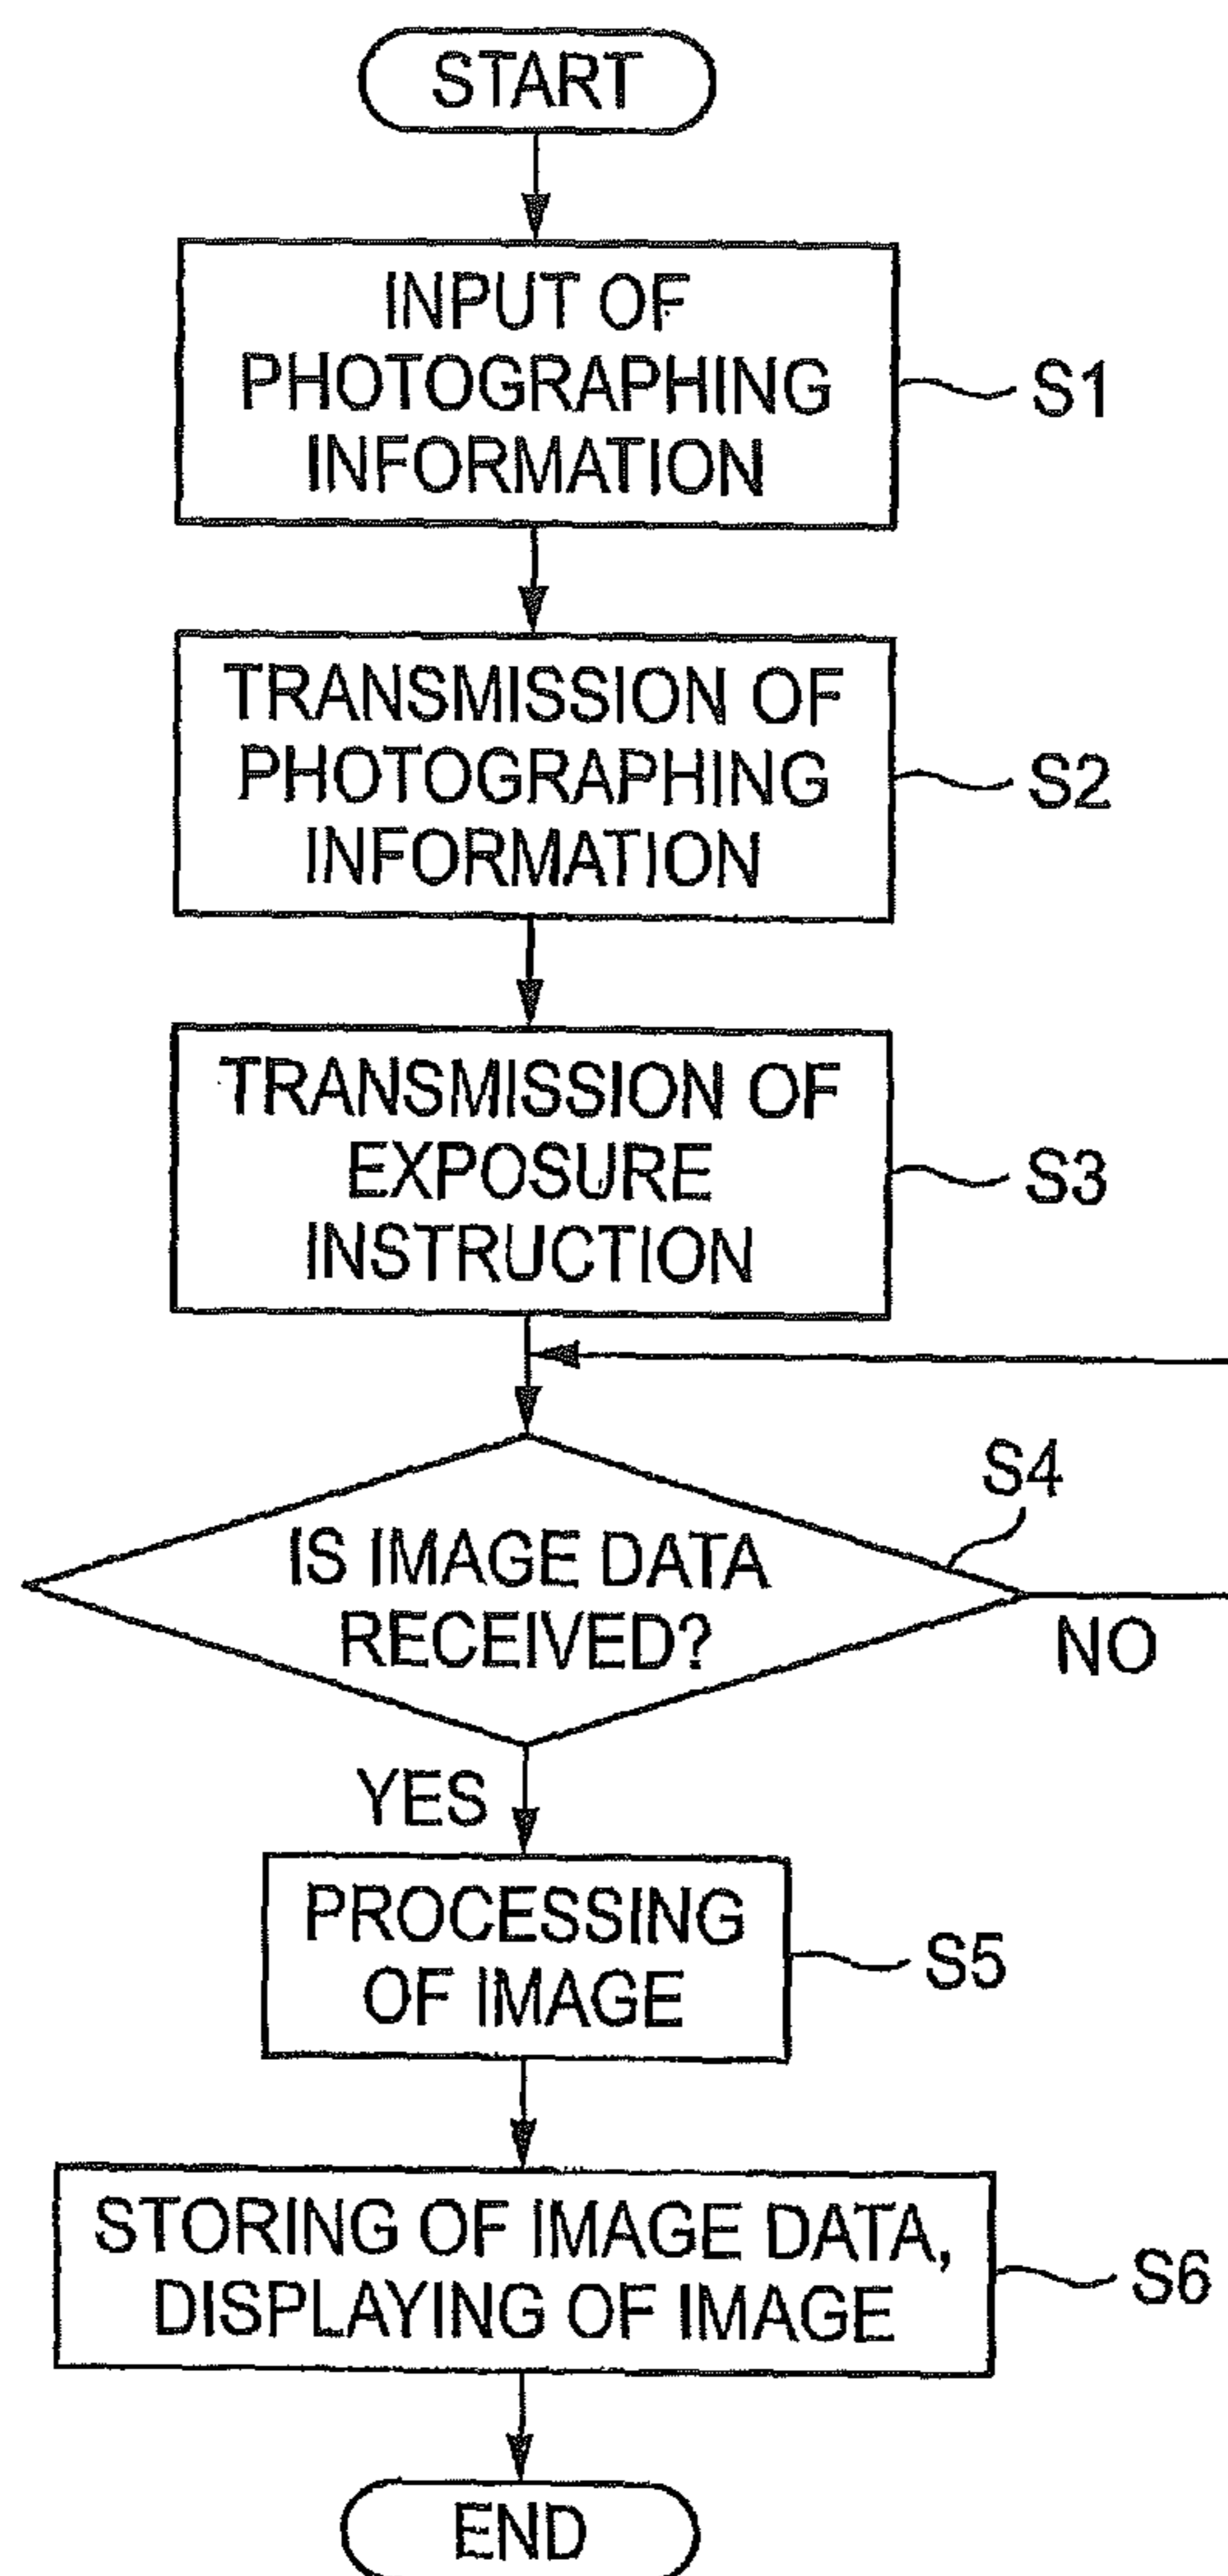 START
INPUT OF
PHOTOGRAPHING
INFORMATION
S1
TRANSMISSION OF
PHOTOGRAPHING
INFORMATION
S2
TRANSMISSION OF
EXPOSURE
INSTRUCTION
S3
S4
IS IMAGE DATA
RECEIVED?
NO
YES
PROCESSING
OF IMAGE
S5
STORING OF IMAGE DATA,
DISPLAYING OF IMAGE
S6
END